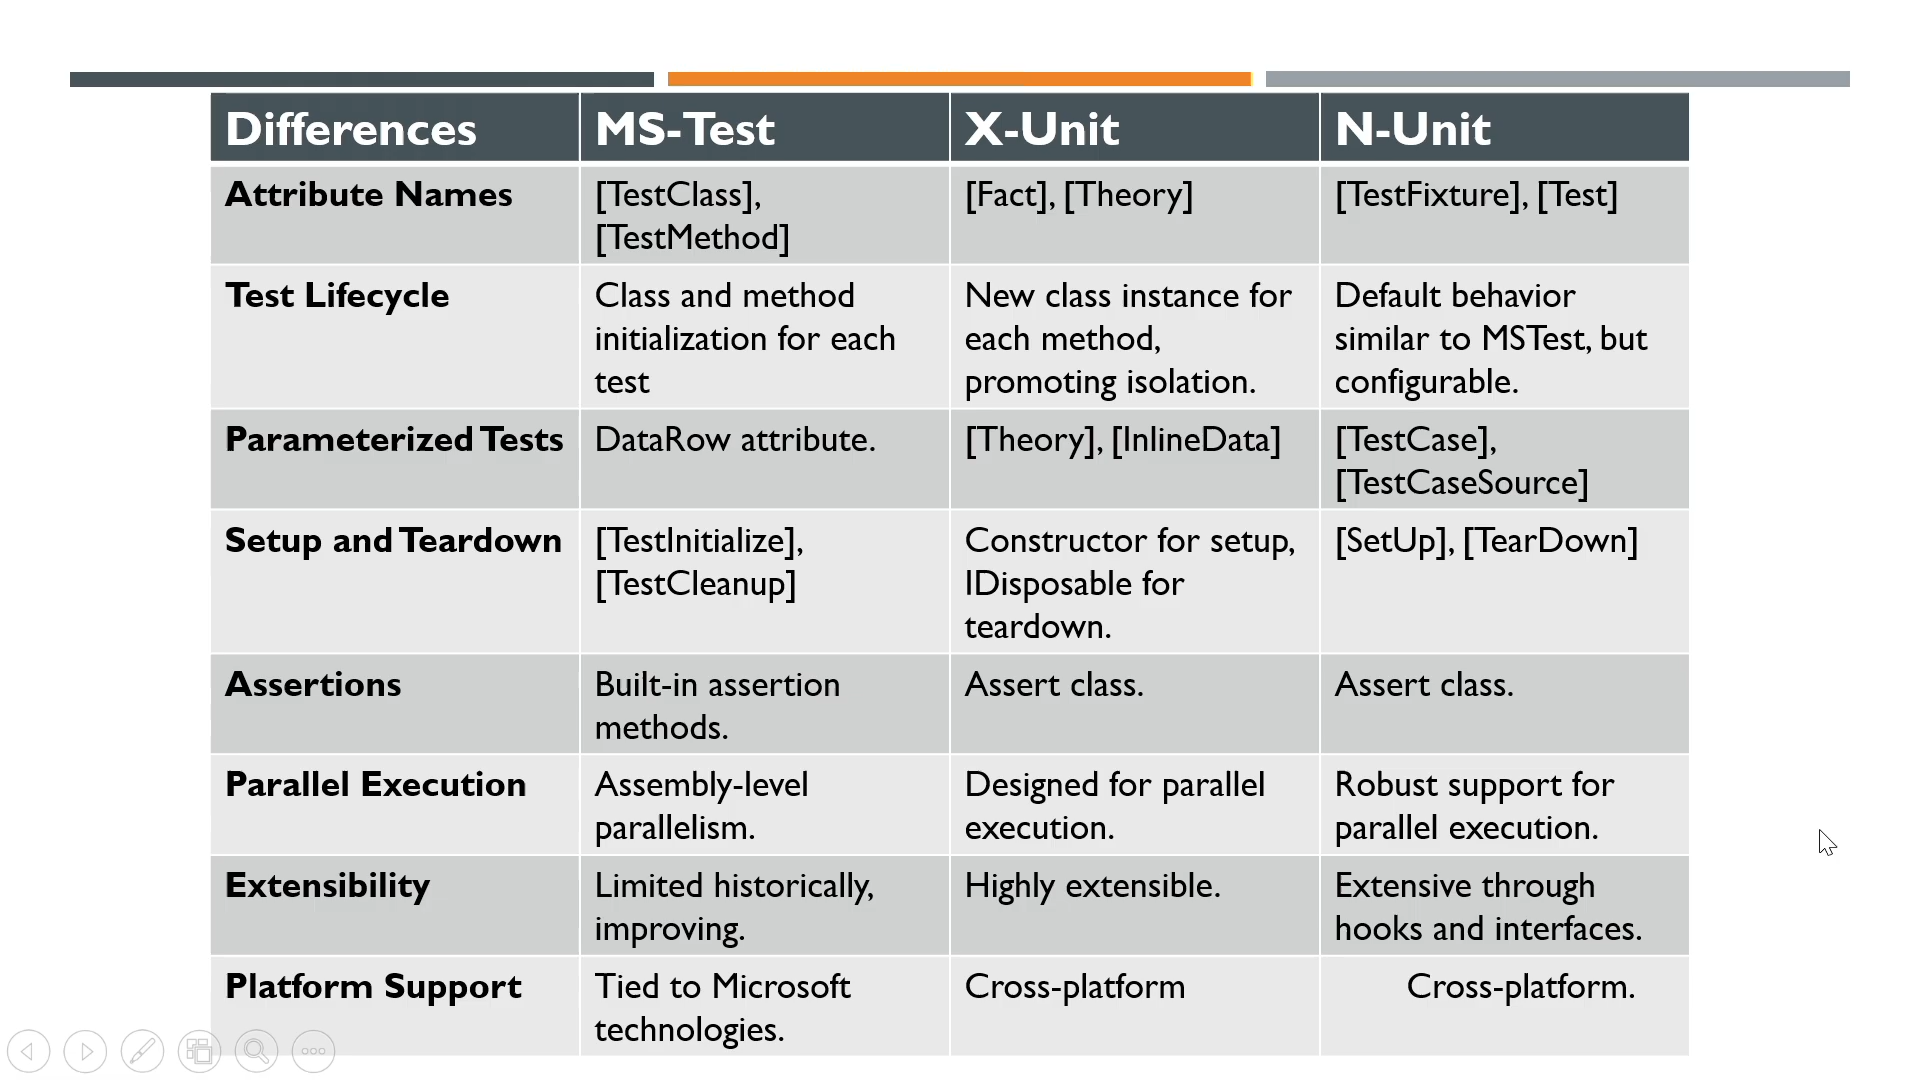 Differences
MS-Test
X-Unit
N-Unit
Attribute Names
[TestClass],
[TestMethod]
[Fact], [Theory]
[TestFixture], [Test]
Test Lifecycle
Class and method
initialization for each
test
New class instance for
each method,
promoting isolation.
Default behavior
similar to MSTest, but
configurable.
Parameterized Tests
DataRow attribute.
[Theory], [InlineData]
[TestCase],
[TestCaseSource]
Setup and Teardown
[TestInitialize],
[TestCleanup]
Constructor for setup,
IDisposable for
teardown.
[SetUp], [TearDown]
Assertions
Built-in assertion
methods.
Assert class.
Assert class.
Parallel Execution
Assembly-level
parallelism.
Designed for parallel
execution.
Robust support for
parallel execution.
Extensibility
Limited historically,
improving.
Highly extensible.
Extensive through
hooks and interfaces.
Platform Support
Tied to Microsoft
technologies.
Cross-platform
Cross-platform.